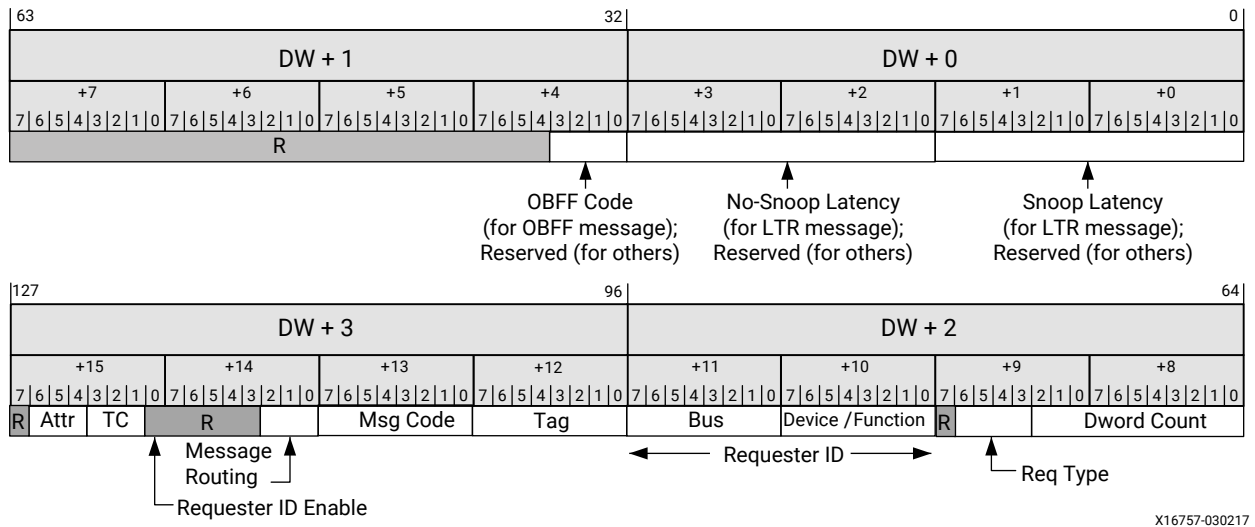 63 32 0
DW + 1 DW + 0
+7 +6 +5 +4 +3 +2 +1 +0
7 6 5 4 3 2 1 0 7 6 5 4 3 2 1 0 7 6 5 4 3 2 1 0 7 6 5 4 3 2 1 0 7 6 5 4 3 2 1 0 7 6 5 4 3 2 1 0 7 6 5 4 3 2 1 0 7 6 5 4 3 2 1 0
R
OBFF Code No-Snoop Latency Snoop Latency
(for OBFF message); (for LTR message); (for LTR message);
Reserved (for others) Reserved (for others) Reserved (for others)
127 96 64
DW + 3 DW + 2
+15 +14 +13 +12 +11 +10 +9 +8
7 6 5 4 3 2 1 0 7 6 5 4 3 2 1 0 7 6 5 4 3 2 1 0 7 6 5 4 3 2 1 0 7 6 5 4 3 2 1 0 7 6 5 4 3 2 1 0 7 6 5 4 3 2 1 0 7 6 5 4 3 2 1 0
R Attr TC R Msg Code Tag Bus Device /Function R Dword Count
Message Requester ID
Routing Req Type
Requester ID Enable
X16757-030217